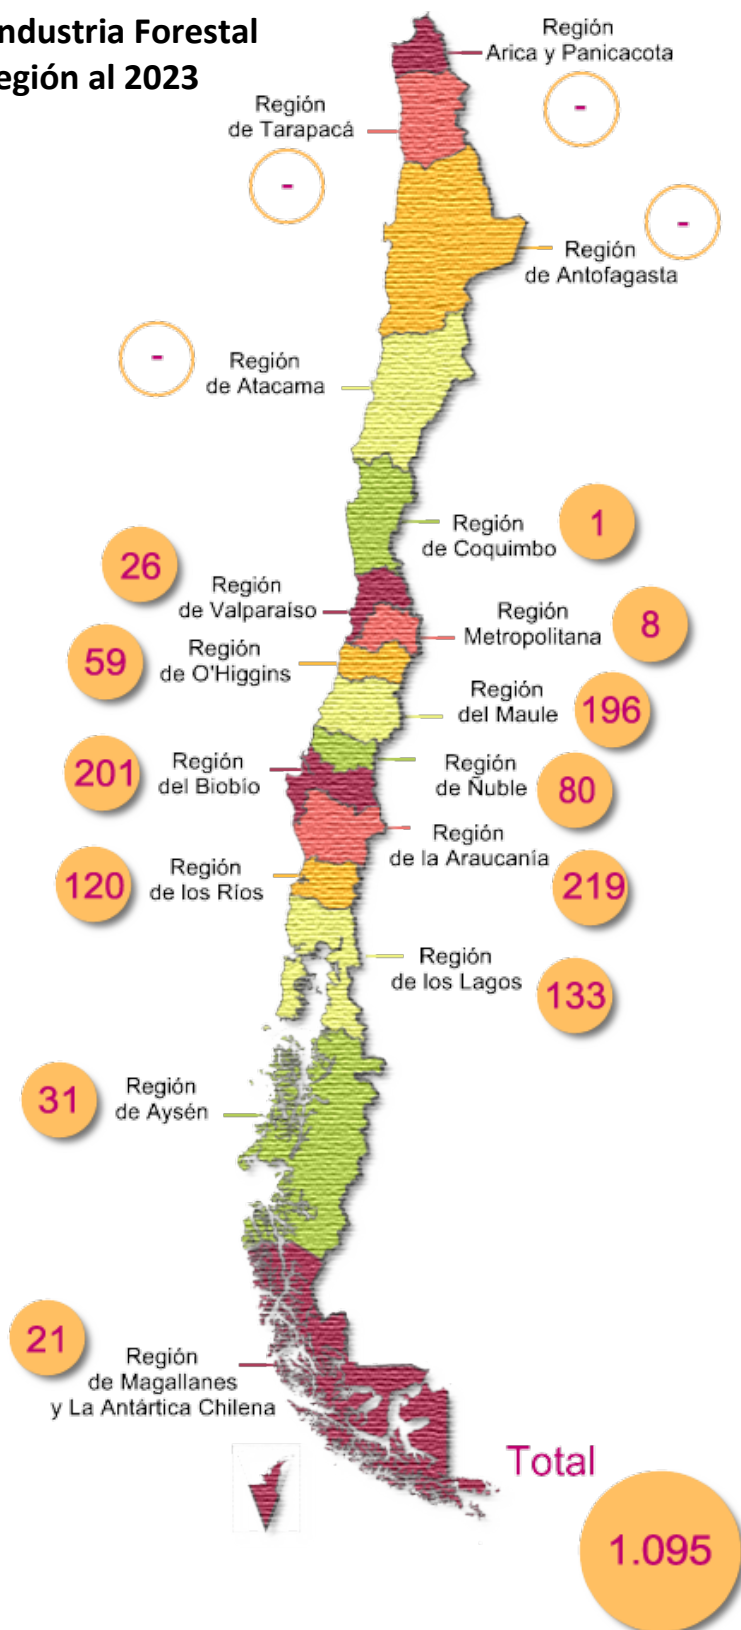 ndustria Forestal
egión al 2023
Región
Arica y Panicacota
-
Región
de Tarapacá
-
-
Región
de Antofagasta
-
Región
de Atacama
Región
de Coquimbo
1
26
Región
de Valparaíso
Región
Metropolitana
8
59
Región
de O'Higgins
Región
del Maule
196
201
Región
del Biobío
Región
de Ñuble
80
Región
de la Araucanía
219
120
Región
de los Ríos
Región
de los Lagos
133
31
Región
de Aysén
21
Región
de Magallanes
y La Antártica Chilena
Total
1.095